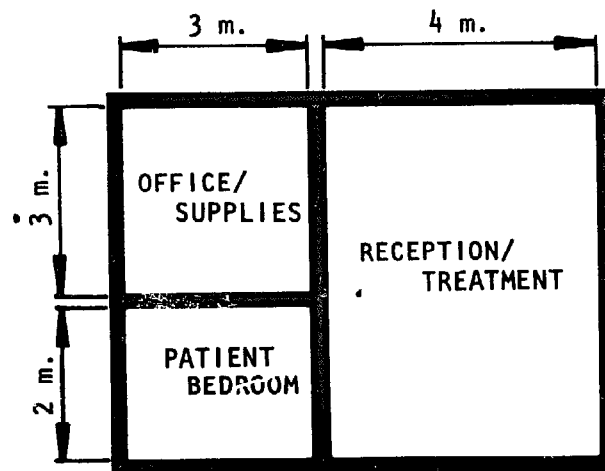 3 m.
4 m.
3 m.
OFFICE/
SUPPLIES
RECEPTION/
TREATMENT
2 m.
PATIENT
BEDROOM